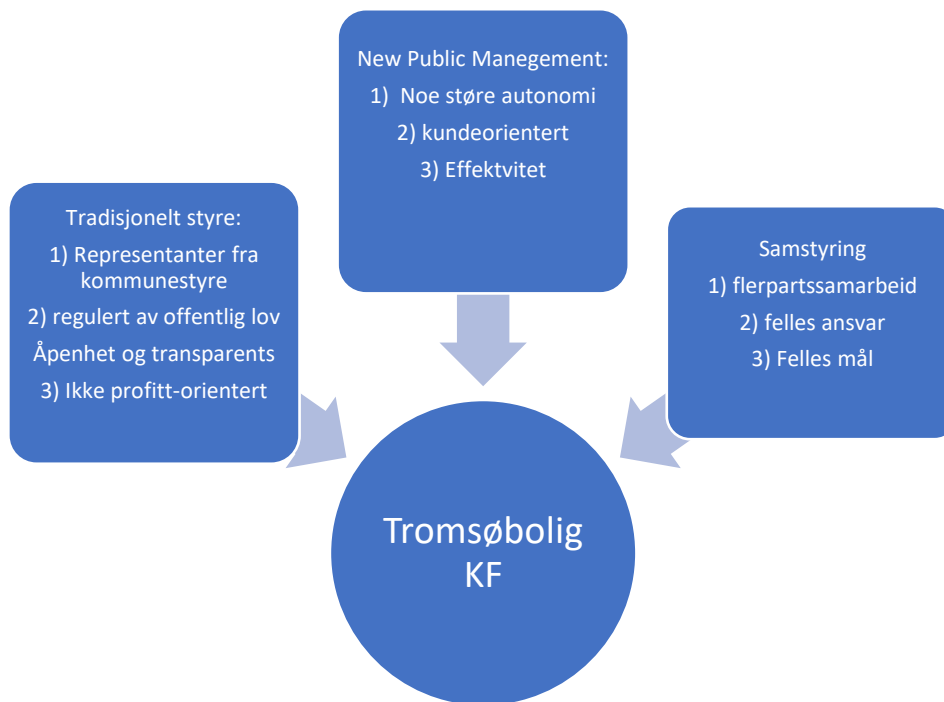 New Public Manegement:
1) Noe større autonomi
2) kundeorientert
3) Effektvitet
Tradisjonelt styre:
1) Representanter fra
kommunestyre
2) regulert av offentlig lov
Åpenhet og transparents
3) Ikke profitt-orientert
Samstyring
1) flerpartssamarbeid
2) felles ansvar
3) Felles mål
Tromsøbolig
KF